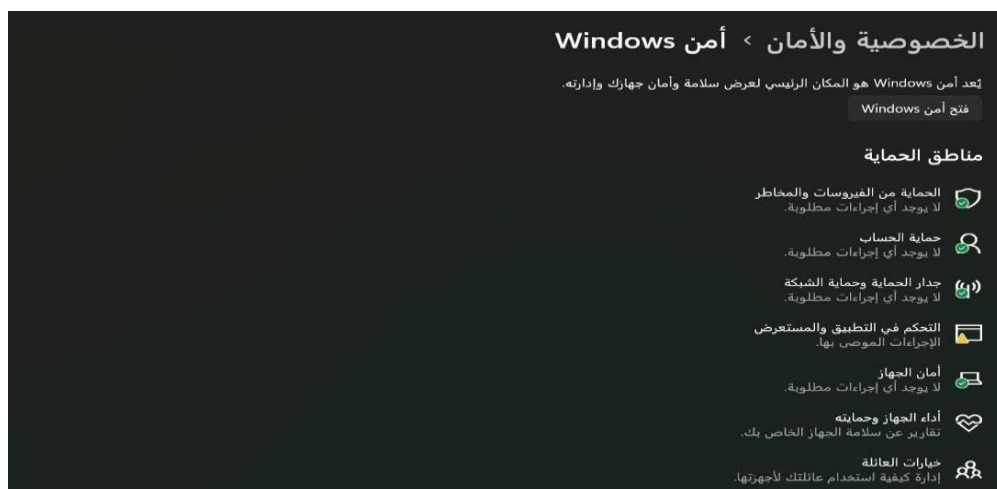 الخصوصية والأمان › أمن Windows
يُعد أمن Windows هو المكان الرئيسي لعرض سلامة وأمان جهازك وإدارته.
فتح أمن Windows
مناطق الحماية
الحماية من الفيروسات والمخاطر
لا يوجد أي إجراءات مطلوبة.
حماية الحساب
لا يوجد أي إجراءات مطلوبة.
جدار الحماية وحماية الشبكة
لا يوجد أي إجراءات مطلوبة.
التحكم في التطبيق والمستعرض
الإجراءات الموصى بها.
أمان الجهاز
لا يوجد أي إجراءات مطلوبة.
أداء الجهاز وحمايته
تقارير عن سلامة الجهاز الخاص بك.
خيارات العائلة
إدارة كيفية استخدام عائلتك لأجهزتها.